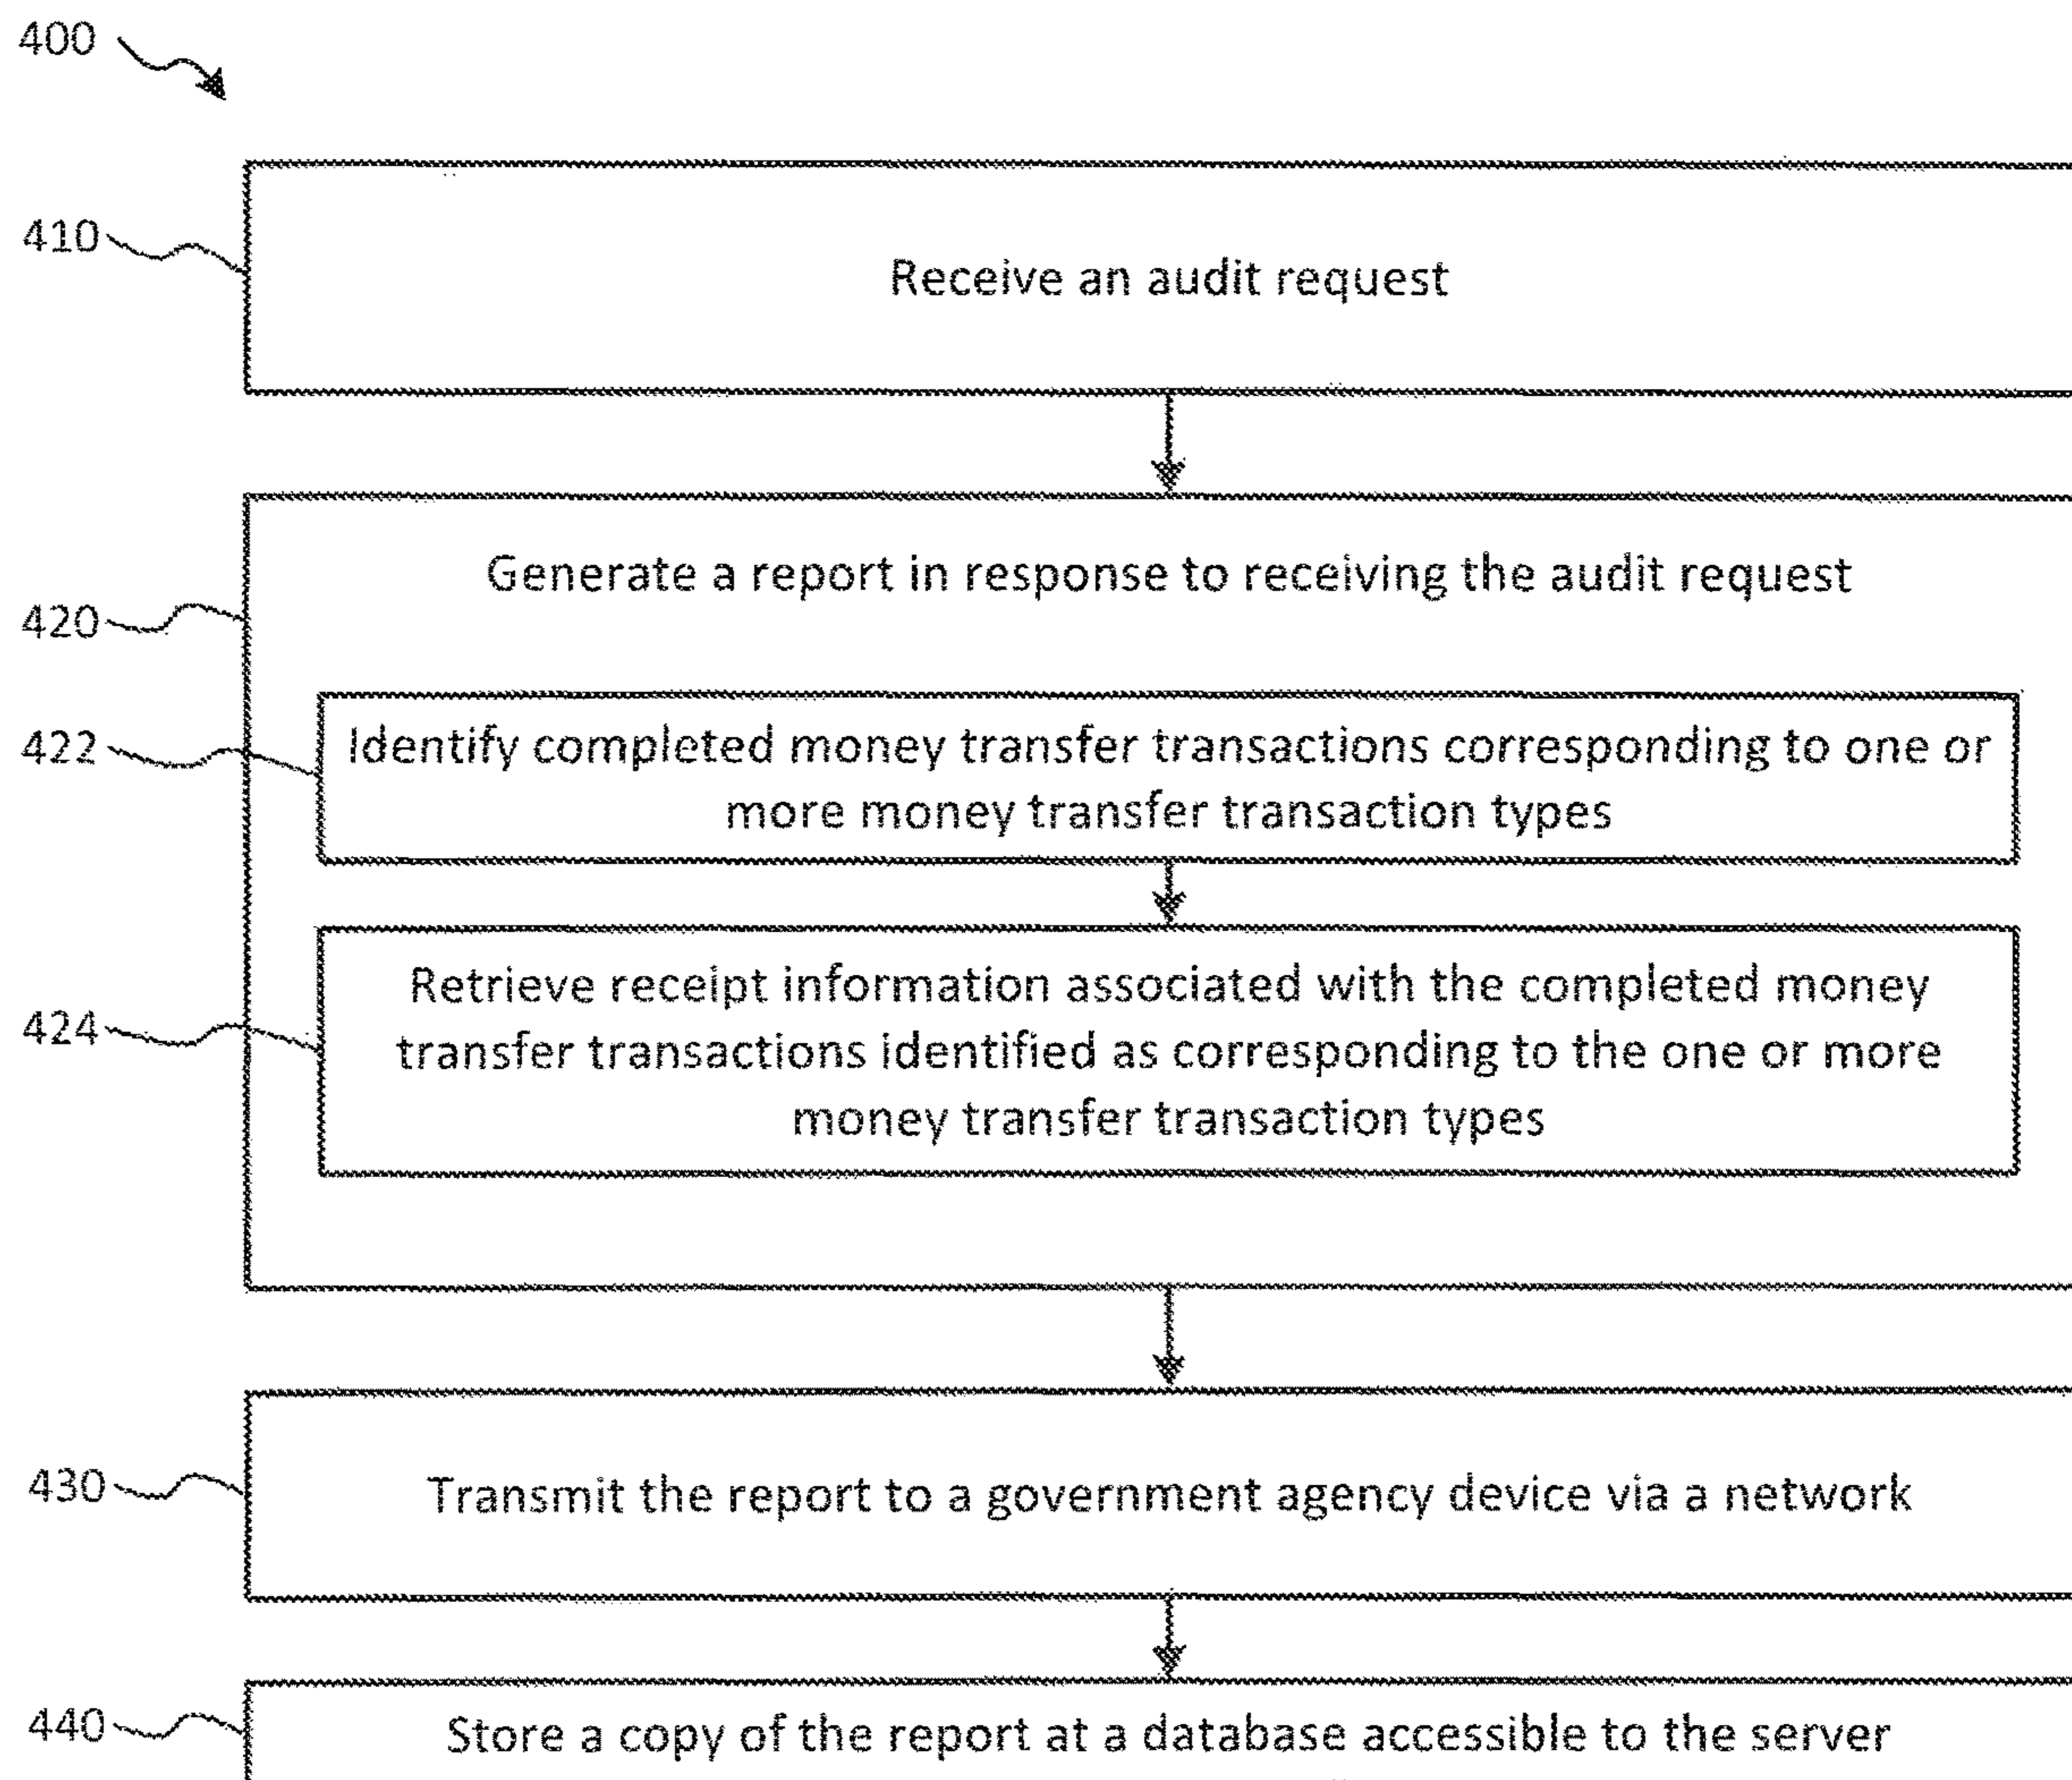 400
410
Receive an audit request
420
Generate a report in response to receiving the audit request
422
Identify completed money transfer transactions corresponding to one or
more money transfer transaction types
424
Retrieve receipt information associated with the completed money
transfer transactions identified as corresponding to the one or more
money transfer transaction types
430
Transmit the report to a government agency device via a network
440
Store a copy of the report at a database accessible to the server